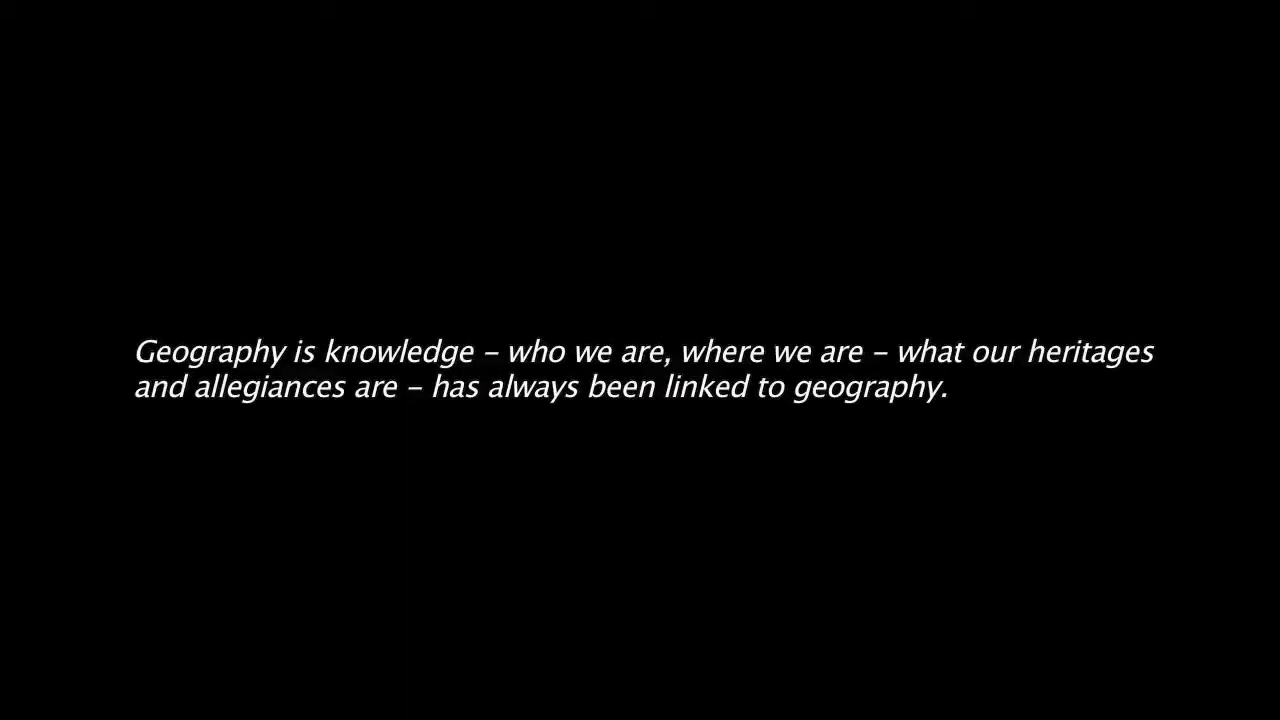 Geography is knowledge – who we are, where we are – what our heritages
and allegiances are – has always been linked to geography.